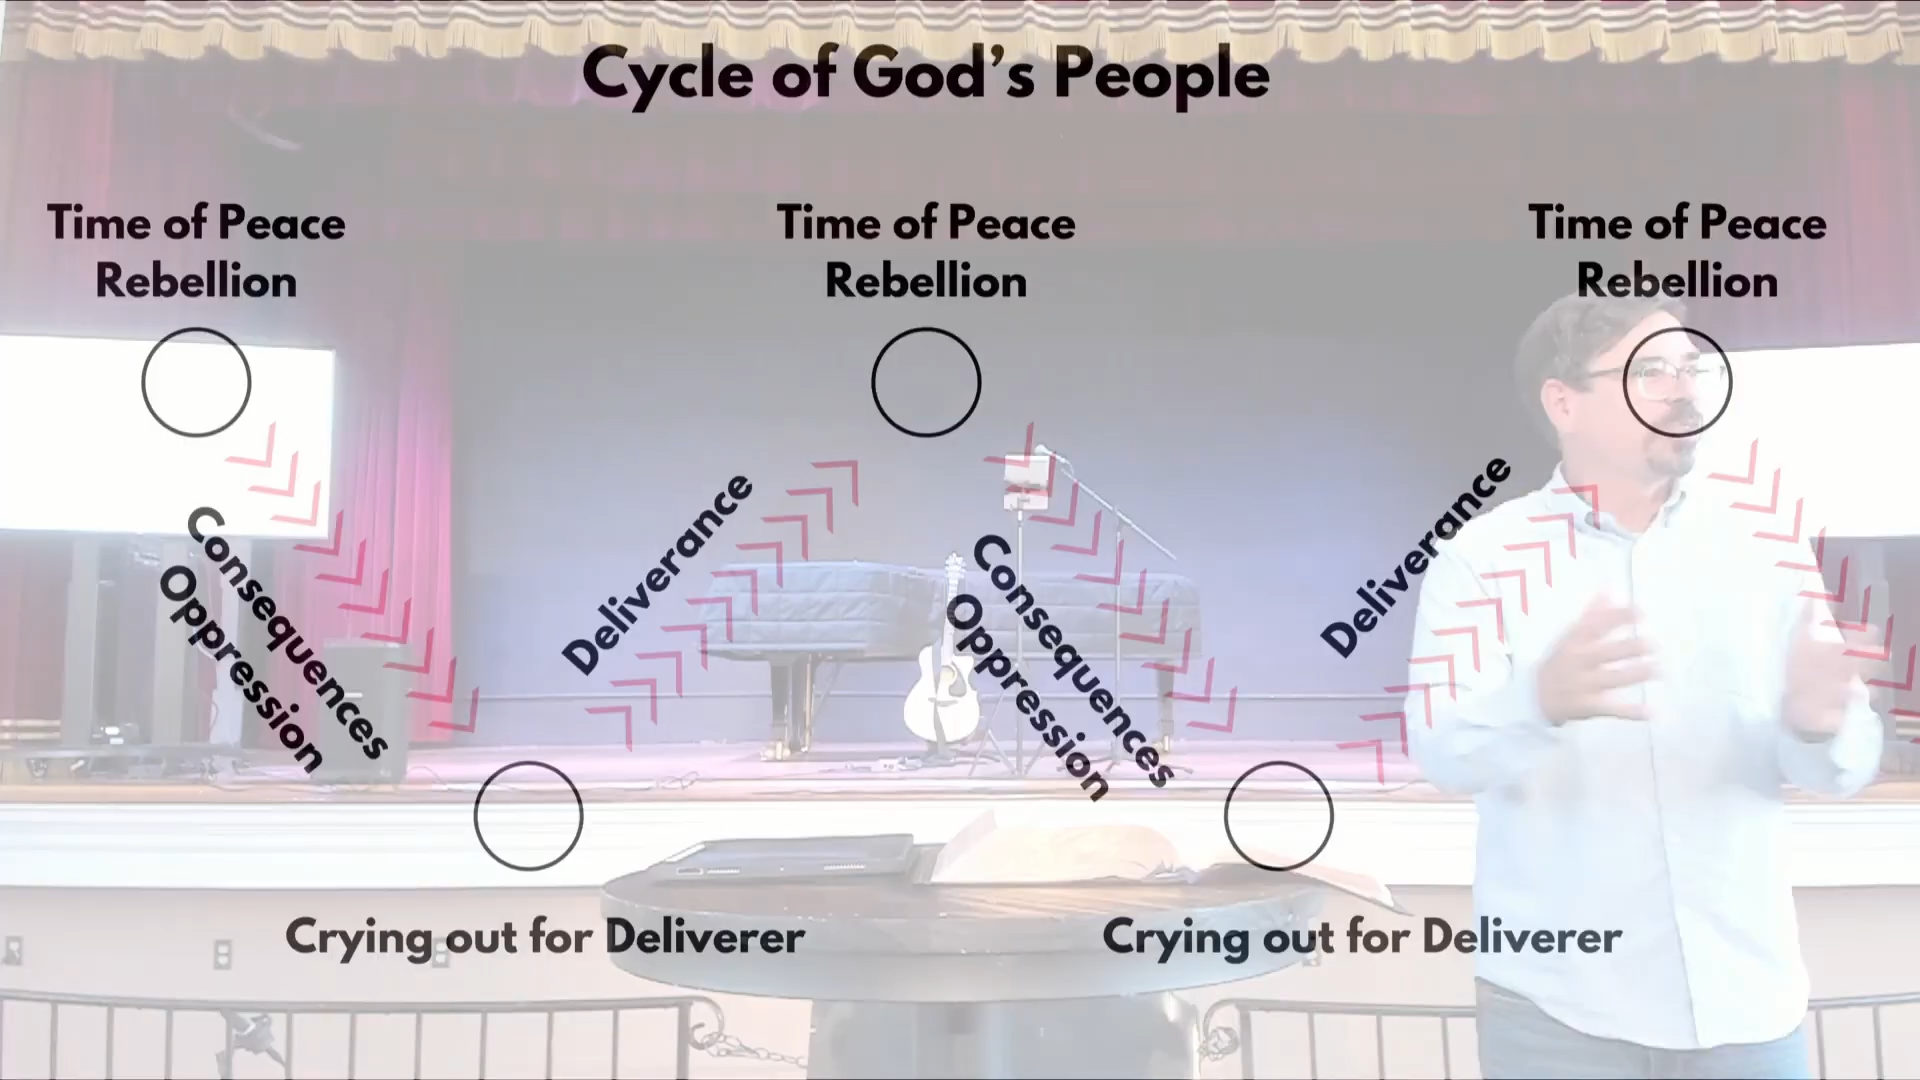 Cycle of God's People
Time of Peace
Rebellion
Time of Peace
Rebellion
Time of Peace
Rebellion
Consequences
Oppression
Deliverance
Consequences
Oppression
Deliverance
Crying out for Deliverer
Crying out for Deliverer